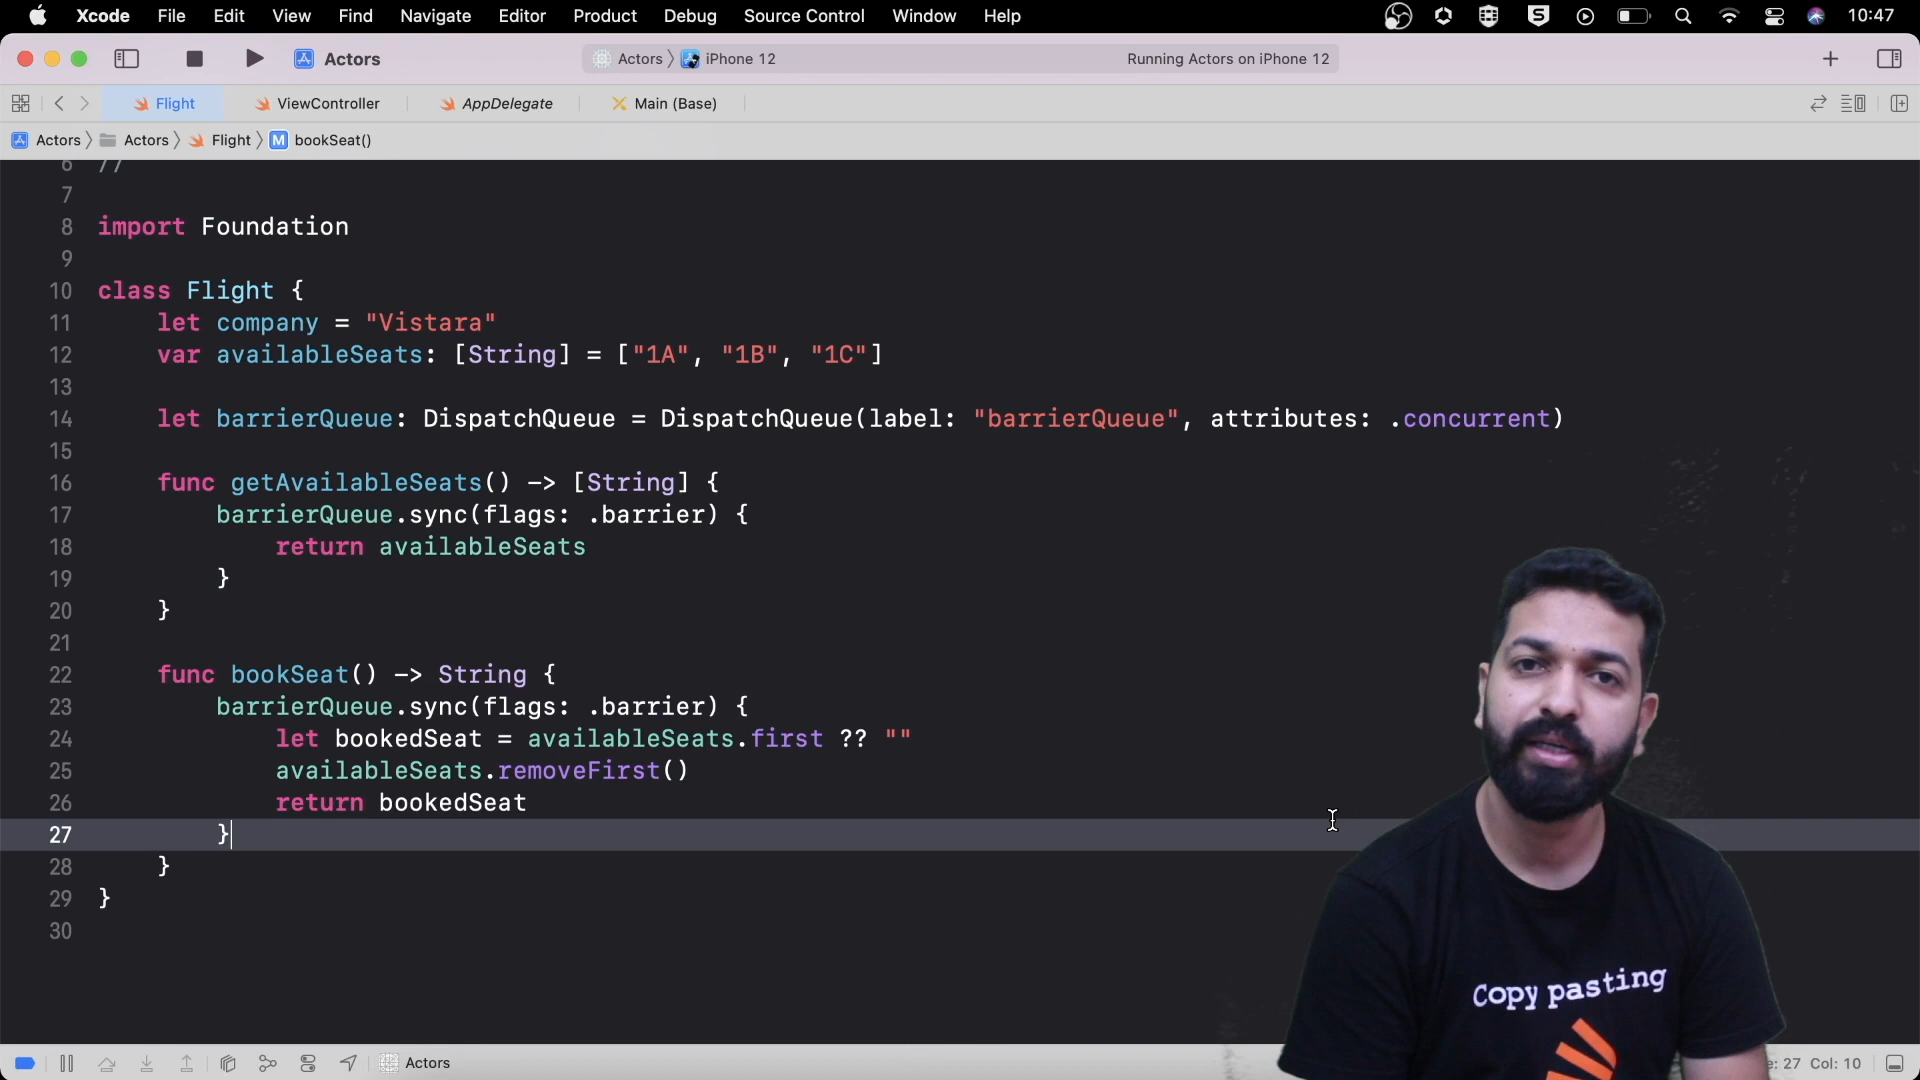 Xcode File Edit View Find Navigate Editor Product Debug Source Control Window Help 10:47
Actors Actors iPhone 12 Running Actors on iPhone 12
Flight ViewController AppDelegate Main (Base)
Actors Actors Flight M bookSeat()
6 //
7
8 import Foundation
9
10 class Flight {
11 let company = "Vistara"
12 var availableSeats: [String] = ["1A", "1B", "1C"]
13
14 let barrierQueue: DispatchQueue = DispatchQueue(label: "barrierQueue", attributes: .concurrent)
15
16 func getAvailableSeats() -> [String] {
17 barrierQueue.sync(flags: .barrier) {
18 return availableSeats
19 }
20 }
21
22 func bookSeat() -> String {
23 barrierQueue.sync(flags: .barrier) {
24 let bookedSeat = availableSeats.first ?? ""
25 availableSeats.removeFirst()
26 return bookedSeat
27 }
28 }
29 }
30
Copy pasting
Actors : 27 Col: 10